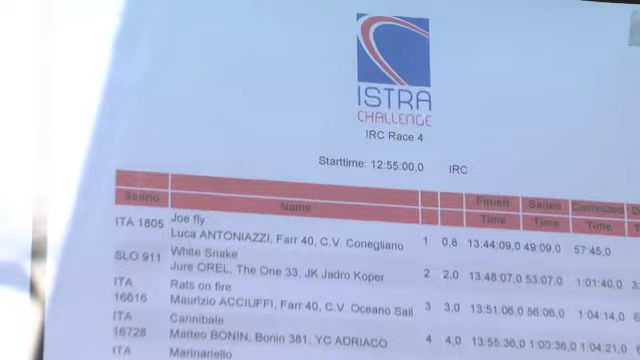 ISTRA
CHALLENGE
IRC Race 4
Starttime: 12:55:00,0 IRC
Sailno Name Finish Time Sailed Time Corrected Time
ITA 1805 Joe fly
Luca ANTONIAZZI, Farr 40, C.V. Conegliano 1 0,8 13:44:09,0 49:09,0 57:45,0
SLO 911 White Snake
Jure OREL, The One 33, JK Jadro Koper 2 2,0 13:48:07,0 53:07,0 1:01:40,0 3:
ITA 16616 Rats on fire
Maurizio ACCIUFFI, Farr 40, C.V. Oceano Sail 3 3,0 13:51:06,0 56:06,0 1:04:14,0 6
ITA 16728 Cannibale
Matteo BONIN, Bonin 381, YC ADRIACO 4 4,0 13:55:36,0 1:00:36,0 1:04:21,0 6
ITA Marinariello